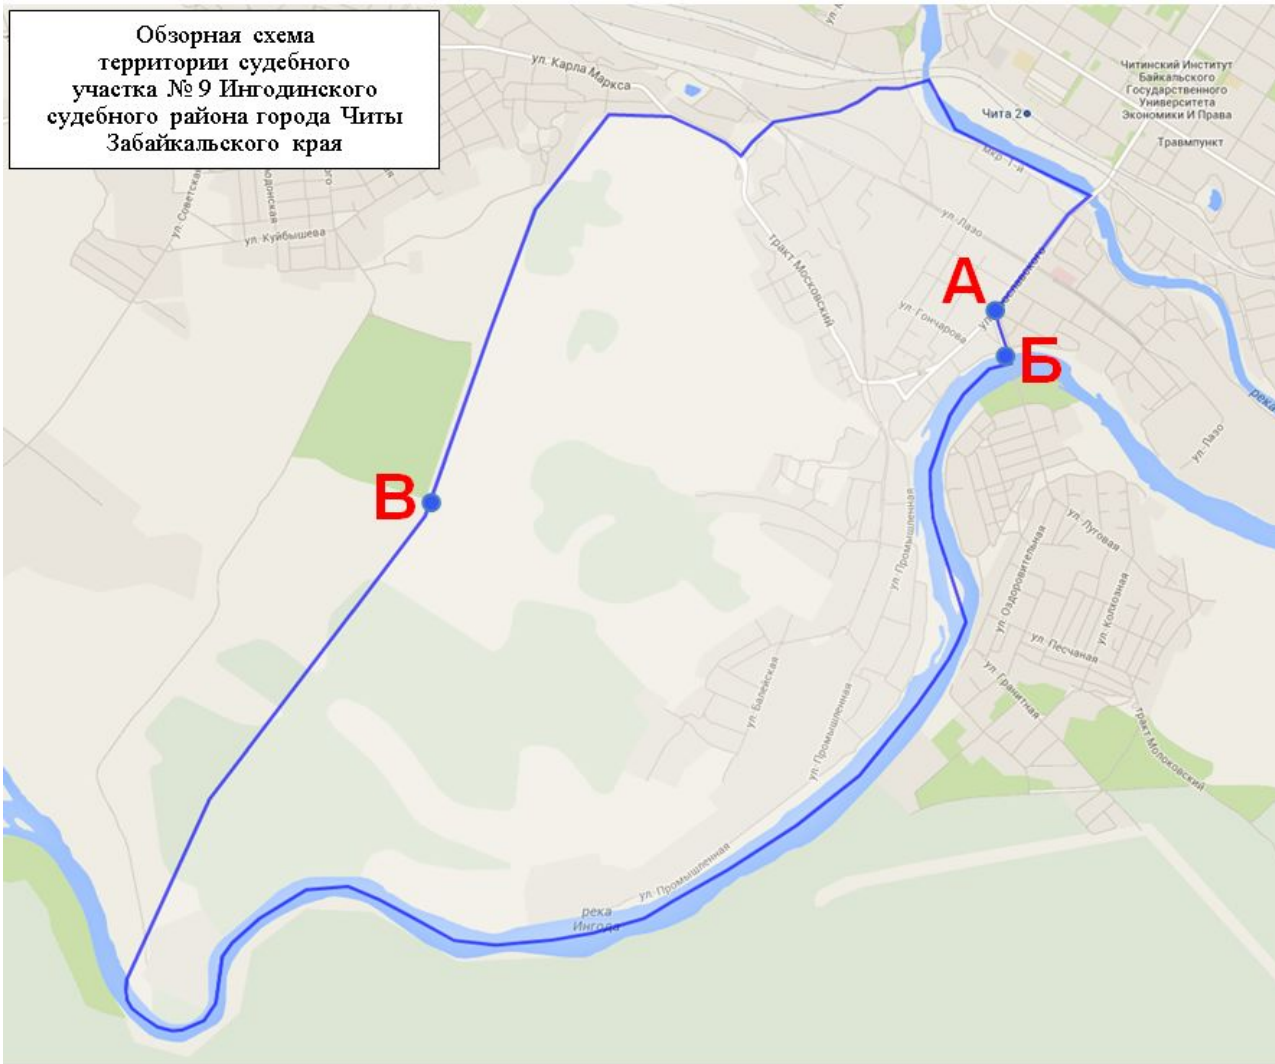 Обзорная схема
территории судебного
участка № 9 Ингодинского
судебного района города Читы
Забайкальского края
ул. Карла Маркса
Читинский Институт
Байкальского
Государственного
Университета
Экономики И Права
Чита 2
Травмпункт
мкр. 1-й
ул. Советская
ул. Куйбышева
ул. Лазо
тракт Московский
А
ул. Гончарова
Б
река
ул. Лазо
В
ул. Промышленная
ул. Луговая
ул. Оздоровительная
ул. Колхозная
ул. Песчаная
ул. Гранитная
ул. Балейская
ул. Промышленная
тракт Молоковский
ул. Промышленная
река
Ингода